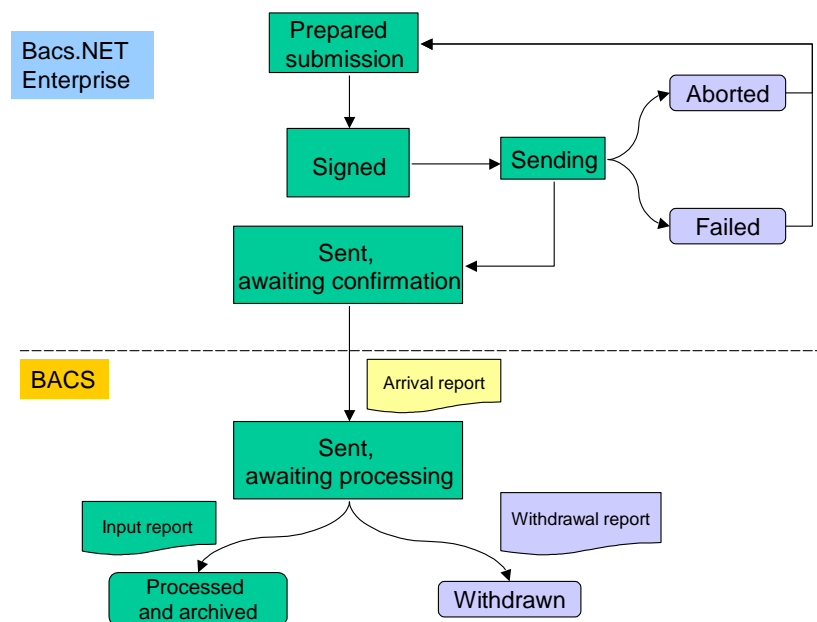 Bacs.NET
Enterprise
Prepared
submission
Aborted
Signed
Sending
Failed
Sent,
awaiting confirmation
BACS
Arrival report
Sent,
awaiting processing
Input report
Withdrawal report
Processed
and archived
Withdrawn